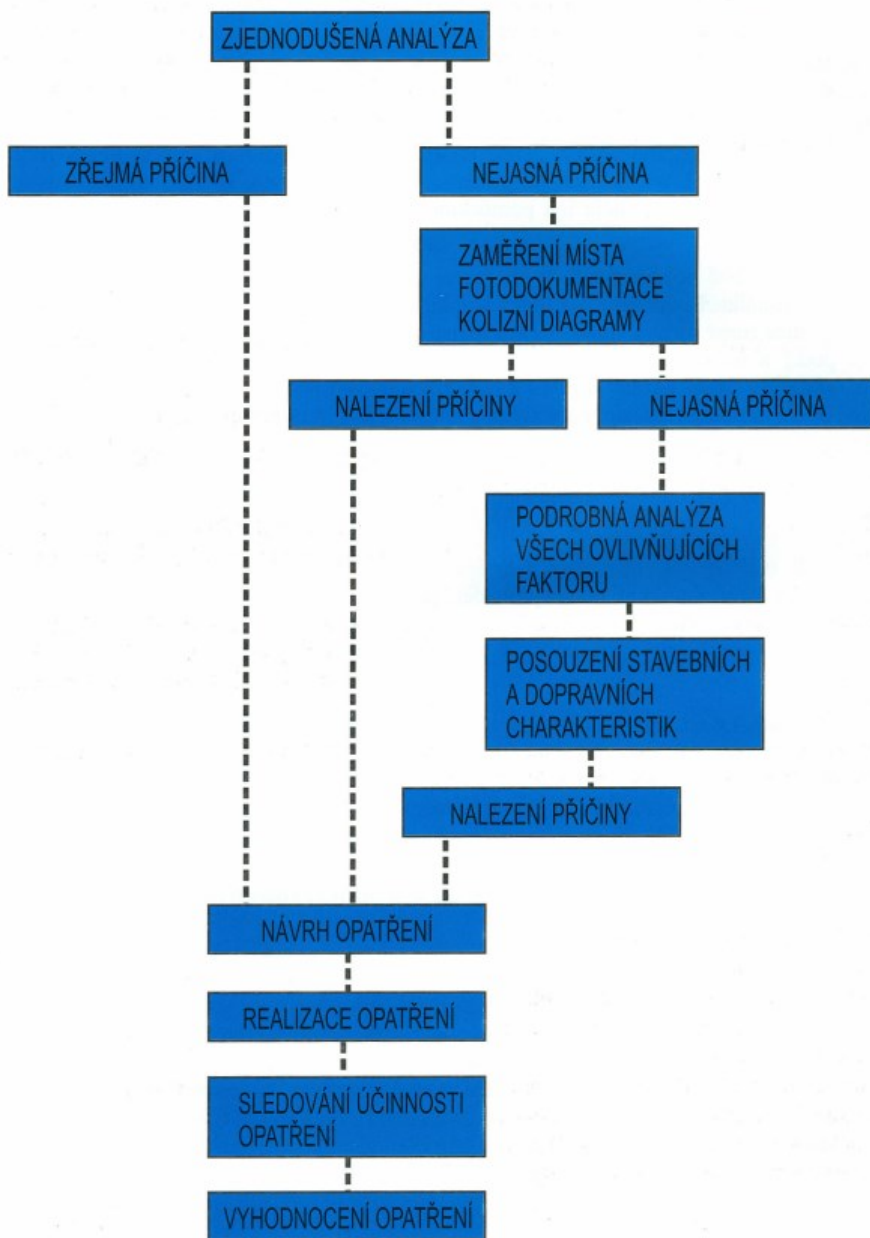 ZJEDNODUŠENÁ ANALÝZA
ZŘEJMÁ PŘÍČINA
NEJASNÁ PŘÍČINA
ZAMĚŘENÍ MÍSTA
FOTODOKUMENTACE
KOLIZNÍ DIAGRAMY
NALEZENÍ PŘÍČINY
NEJASNÁ PŘÍČINA
PODROBNÁ ANALÝZA
VŠECH OVLIVŇUJÍCÍCH
FAKTORU
POSOUZENÍ STAVEBNÍCH
A DOPRAVNÍCH
CHARAKTERISTIK
NALEZENÍ PŘÍČINY
NÁVRH OPATŘENÍ
REALIZACE OPATŘENÍ
SLEDOVÁNÍ ÚČINNOSTI
OPATŘENÍ
VYHODNOCENÍ OPATŘENÍ